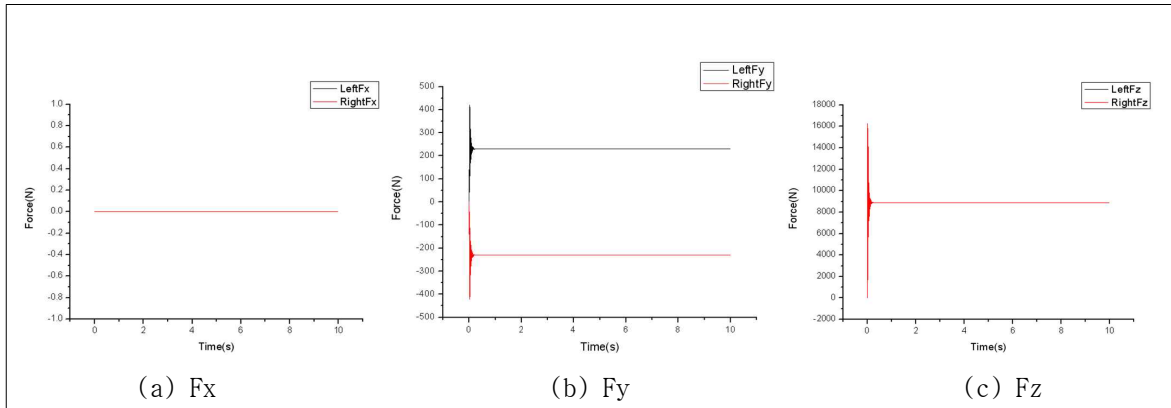 LeftFx
RightFx
1.0
0.8
0.6
0.4
0.2
0.0
-0.2
-0.4
-0.6
-0.8
-1.0
Force(N)
0 2 4 6 8 10
Time(s)
(a) Fx
LeftFy
RightFy
500
400
300
200
100
0
-100
-200
-300
-400
-500
Force(N)
0 2 4 6 8 10
Time(s)
(b) Fy
LeftFz
RightFz
18000
16000
14000
12000
10000
8000
6000
4000
2000
0
-2000
Force(N)
0 2 4 6 8 10
Time(s)
(c) Fz